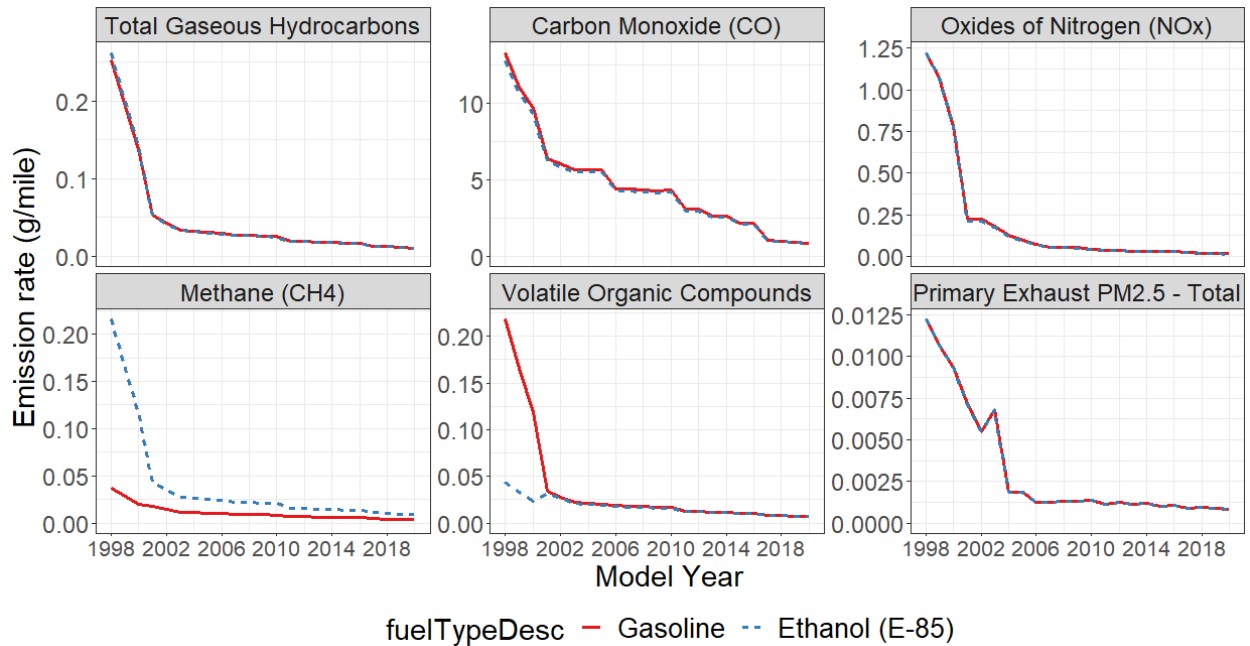 Total Gaseous Hydrocarbons
Carbon Monoxide (CO)
Oxides of Nitrogen (NOx)
0.2
0.1
0.0
10
5
0
1.25
1.00
0.75
0.50
0.25
0.00
Emission rate (g/mile)
Methane (CH4)
Volatile Organic Compounds
Primary Exhaust PM2.5 - Total
0.20
0.15
0.10
0.05
0.00
0.20
0.15
0.10
0.05
0.00
0.0125
0.0100
0.0075
0.0050
0.0025
0.0000
1998 2002 2006 2010 2014 2018
1998 2002 2006 2010 2014 2018
1998 2002 2006 2010 2014 2018
Model Year
fuelTypeDesc Gasoline Ethanol (E-85)